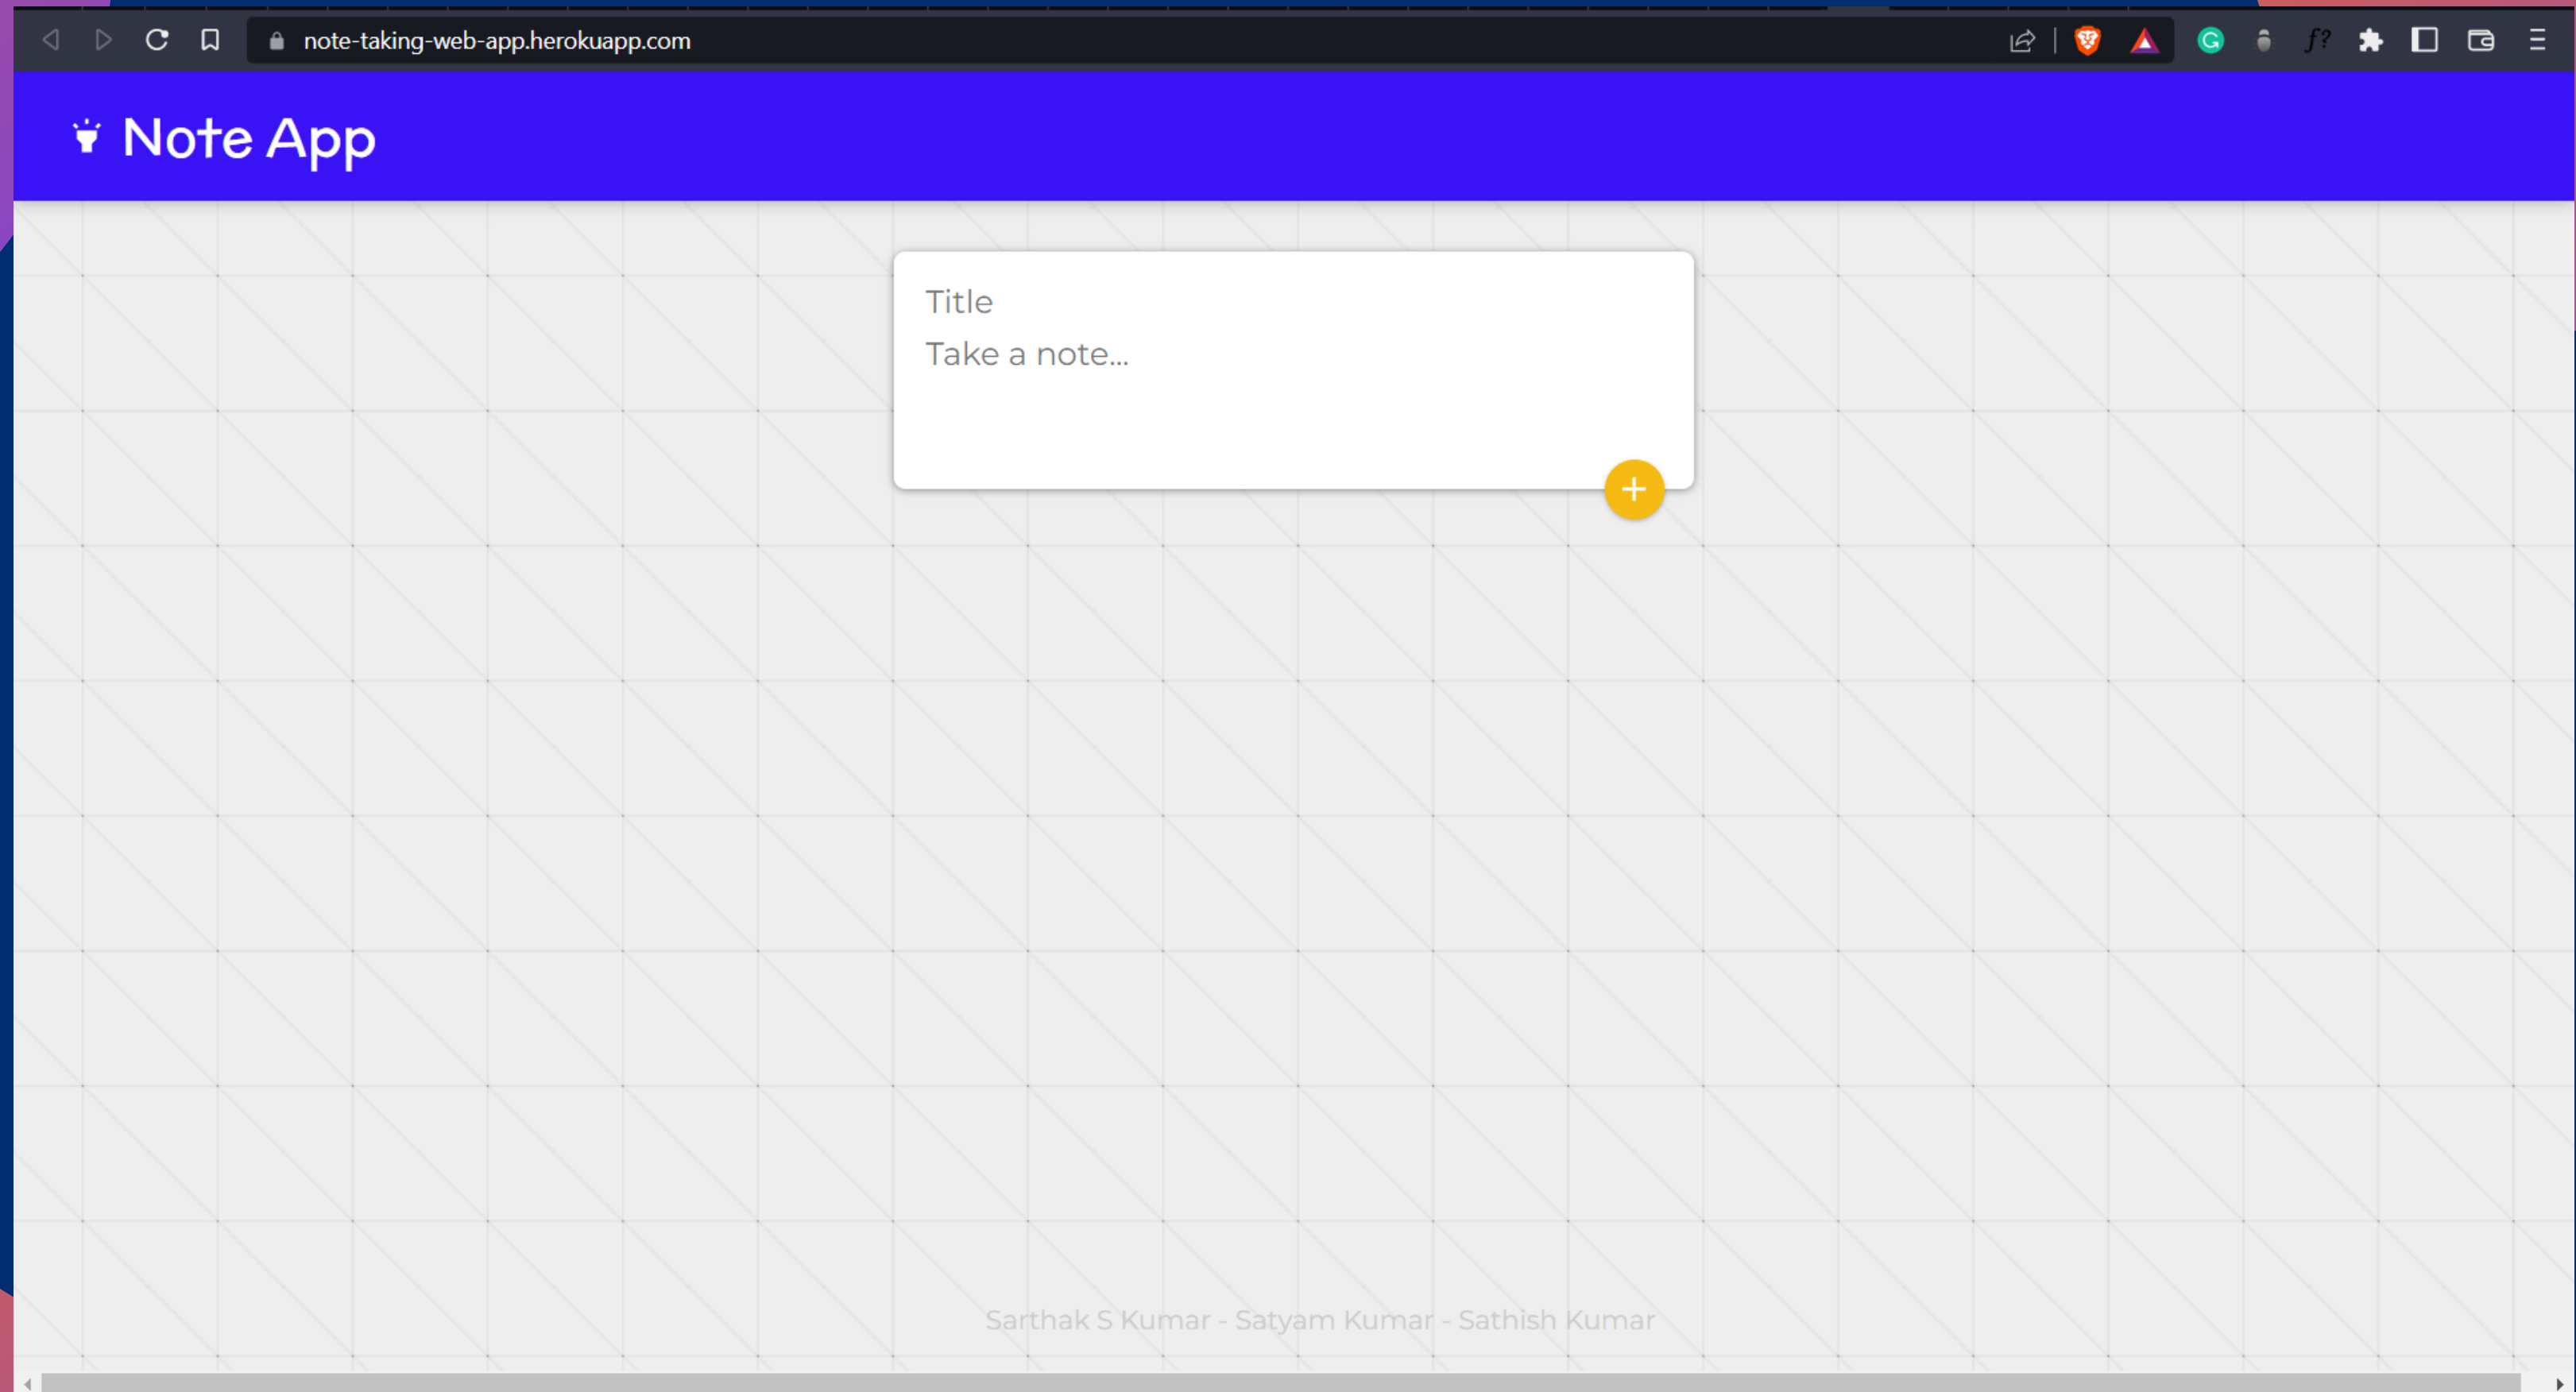 note-taking-web-app.herokuapp.com
f?
Note App
Title
Take a note...
Sarthak S Kumar - Satyam Kumar - Sathish Kumar